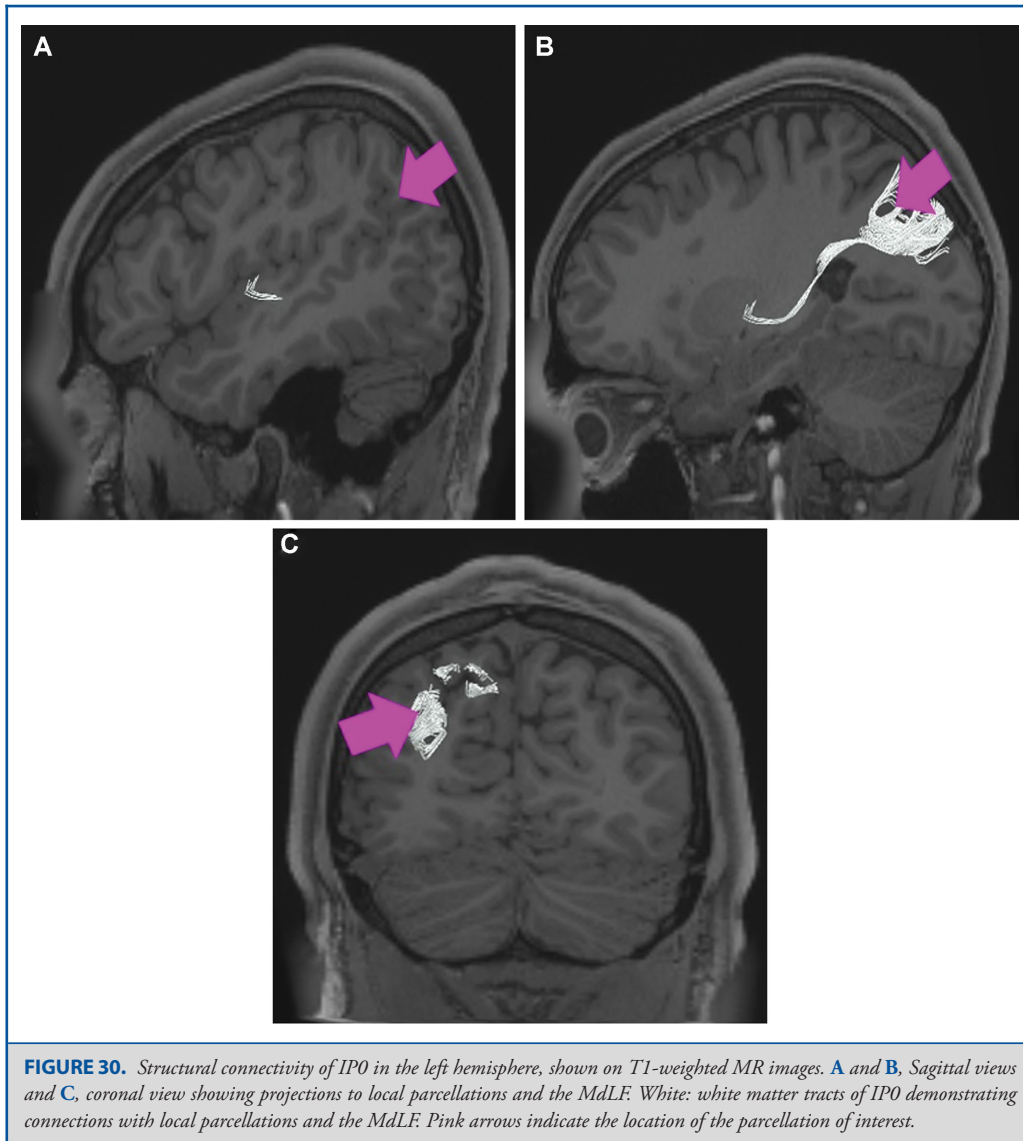 A
B
C
FIGURE 30. Structural connectivity of IP0 in the left hemisphere, shown on T1-weighted MR images. A and B, Sagittal views
and C, coronal view showing projections to local parcellations and the MdLF. White: white matter tracts of IP0 demonstrating
connections with local parcellations and the MdLF. Pink arrows indicate the location of the parcellation of interest.